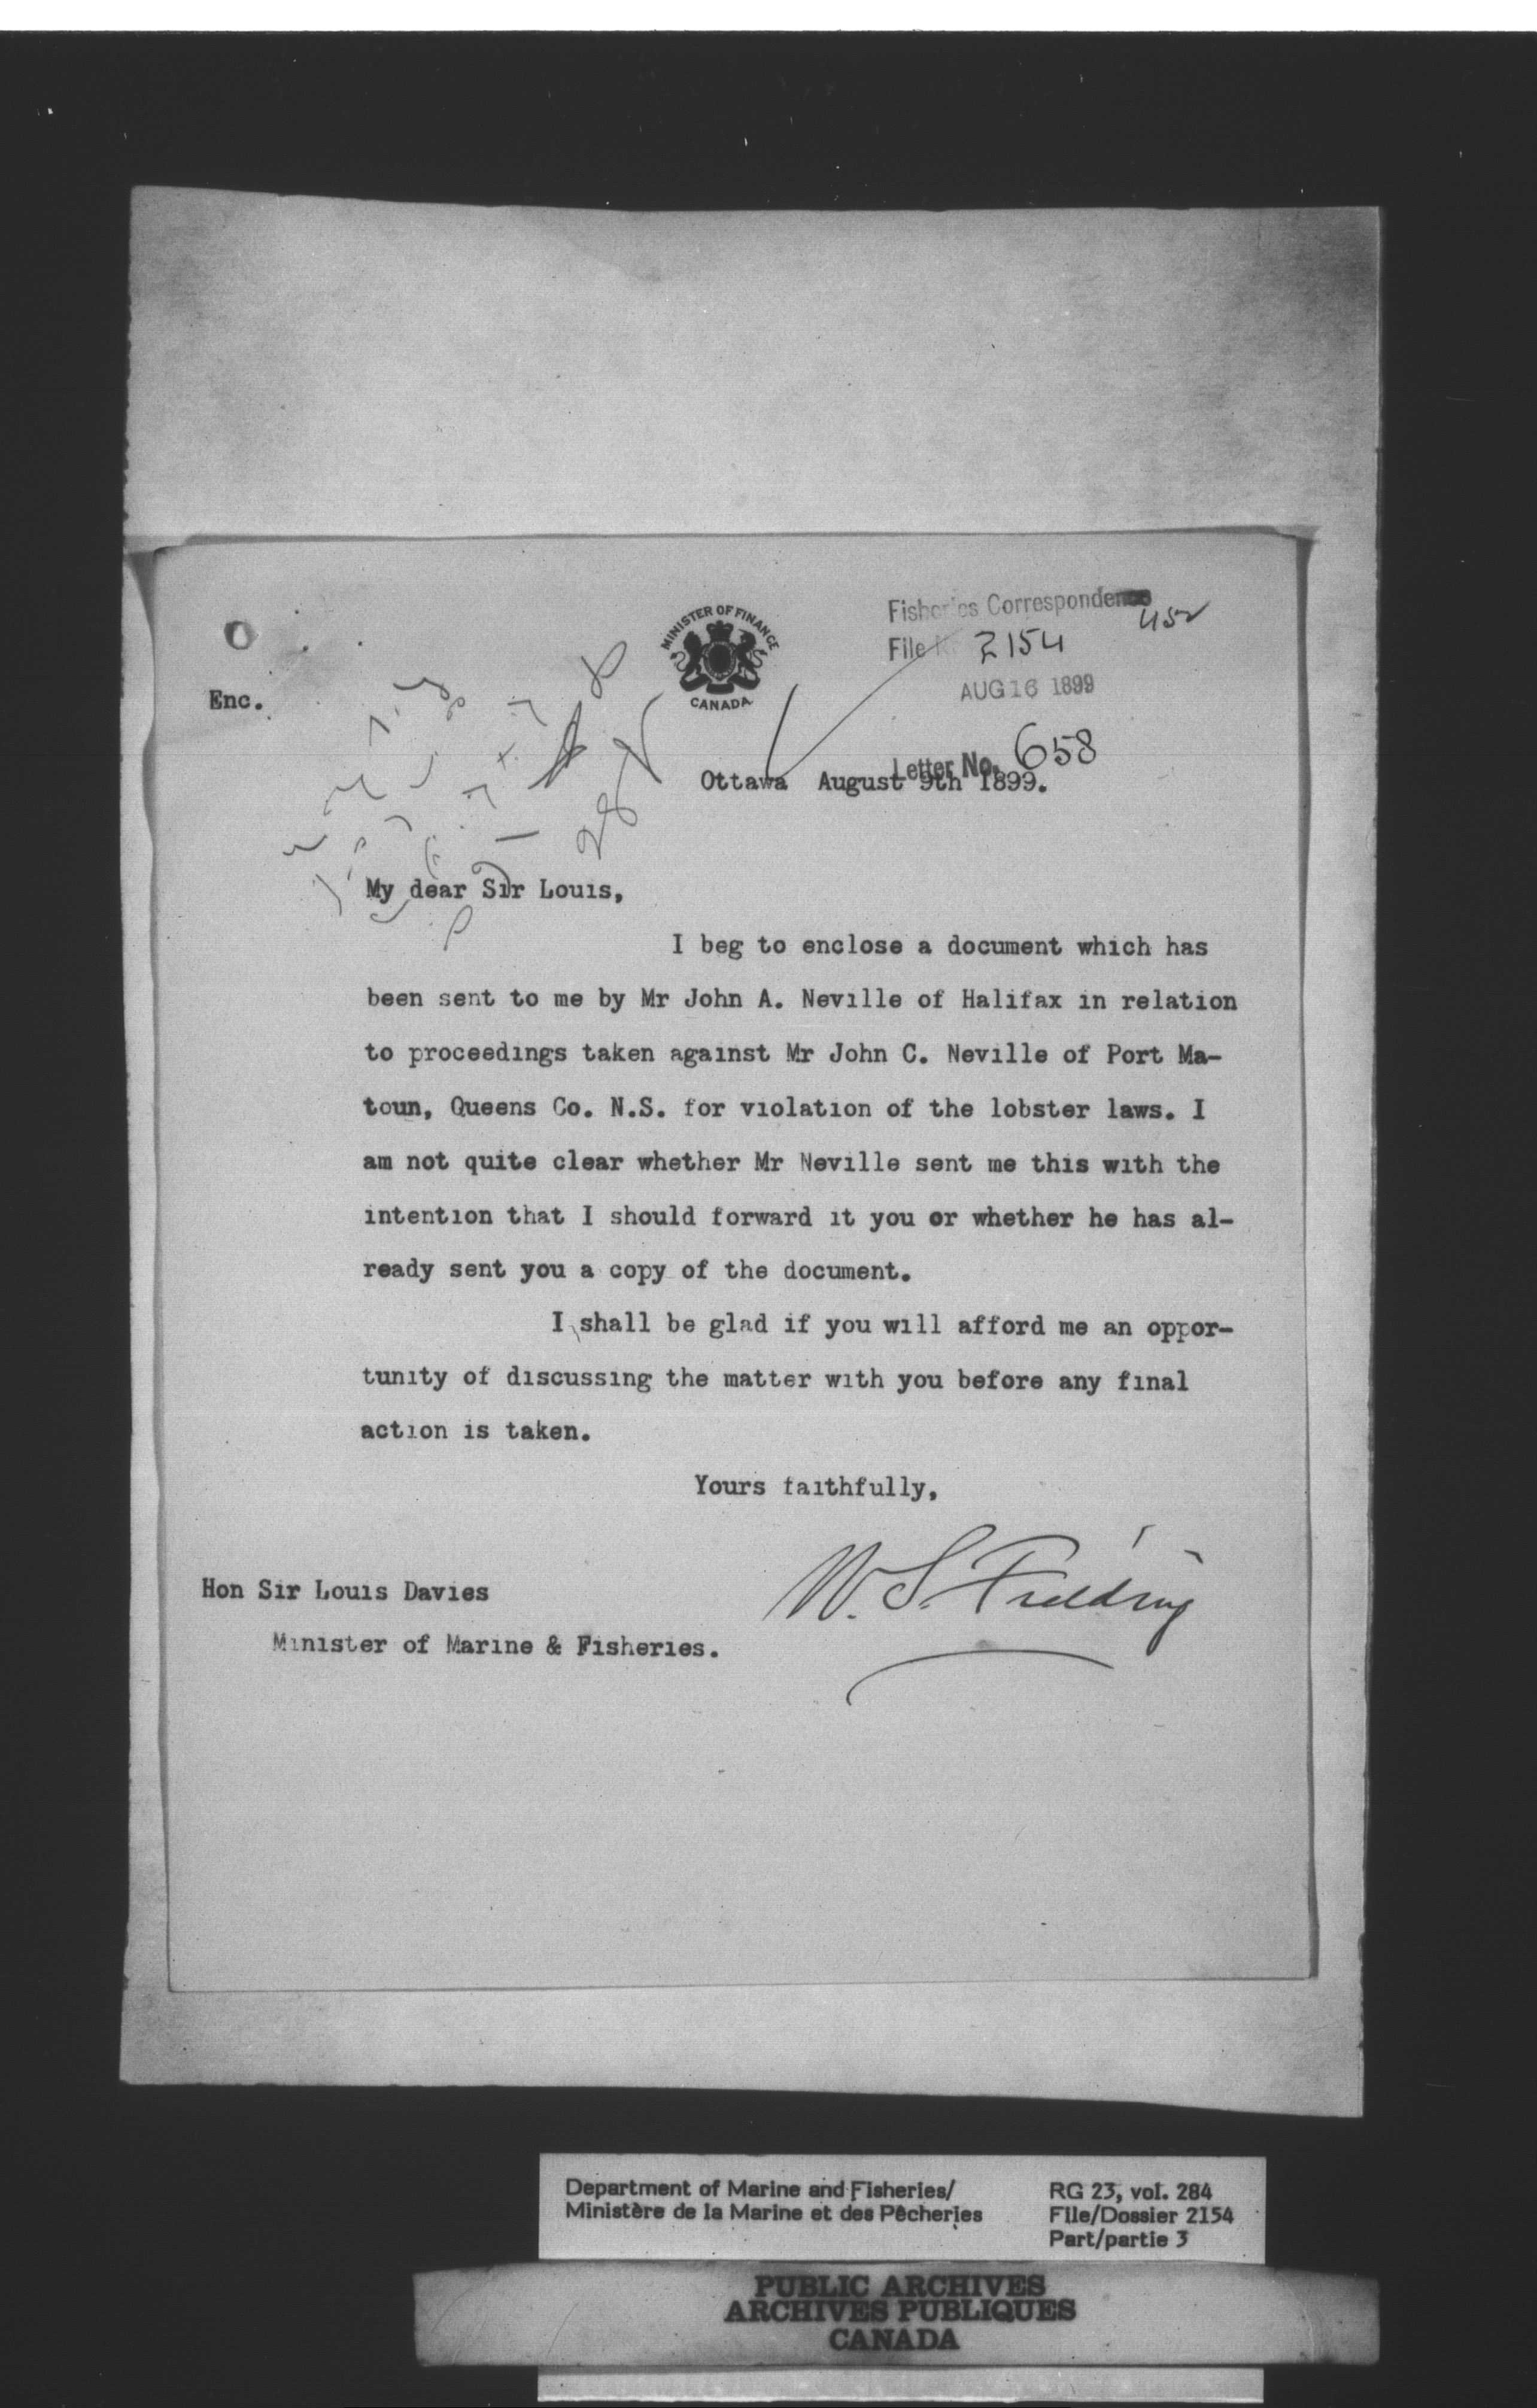 MINISTER OF FINANCE
CANADA
Fisheries Correspondence
452
File No 2154
AUG 16 1899
Enc.
Letter No. 658
Ottawa August 9th 1899.
My dear Sir Louis,
I beg to enclose a document which has
been sent to me by Mr John A. Neville of Halifax in relation
to proceedings taken against Mr John C. Neville of Port Ma-
toun, Queens Co. N.S. for violation of the lobster laws. I
am not quite clear whether Mr Neville sent me this with the
intention that I should forward it you or whether he has al-
ready sent you a copy of the document.
I shall be glad if you will afford me an oppor-
tunity of discussing the matter with you before any final
action is taken.
Yours faithfully,
W. S. Fielding
Hon Sir Louis Davies
Minister of Marine & Fisheries.
Department of Marine and Fisheries/
Ministère de la Marine et des Pêcheries
RG 23, vol. 284
File/Dossier 2154
Part/partie 3
PUBLIC ARCHIVES
ARCHIVES PUBLIQUES
CANADA